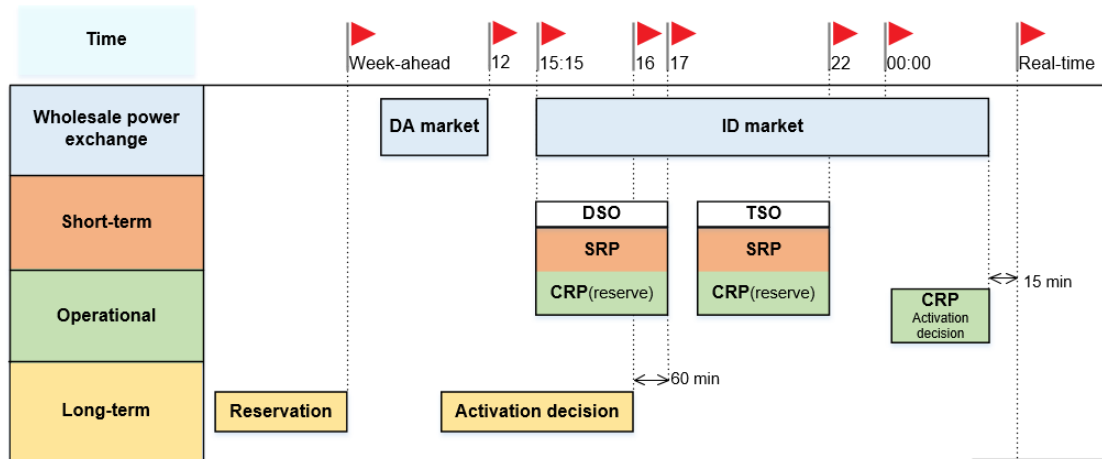 Time
Week-ahead
12
15:15
16
17
22
00:00
Real-time
Wholesale power
exchange
DA market
ID market
Short-term
DSO
TSO
SRP
SRP
Operational
CRP(reserve)
CRP(reserve)
CRP
Activation
decision
15 min
60 min
Long-term
Reservation
Activation decision